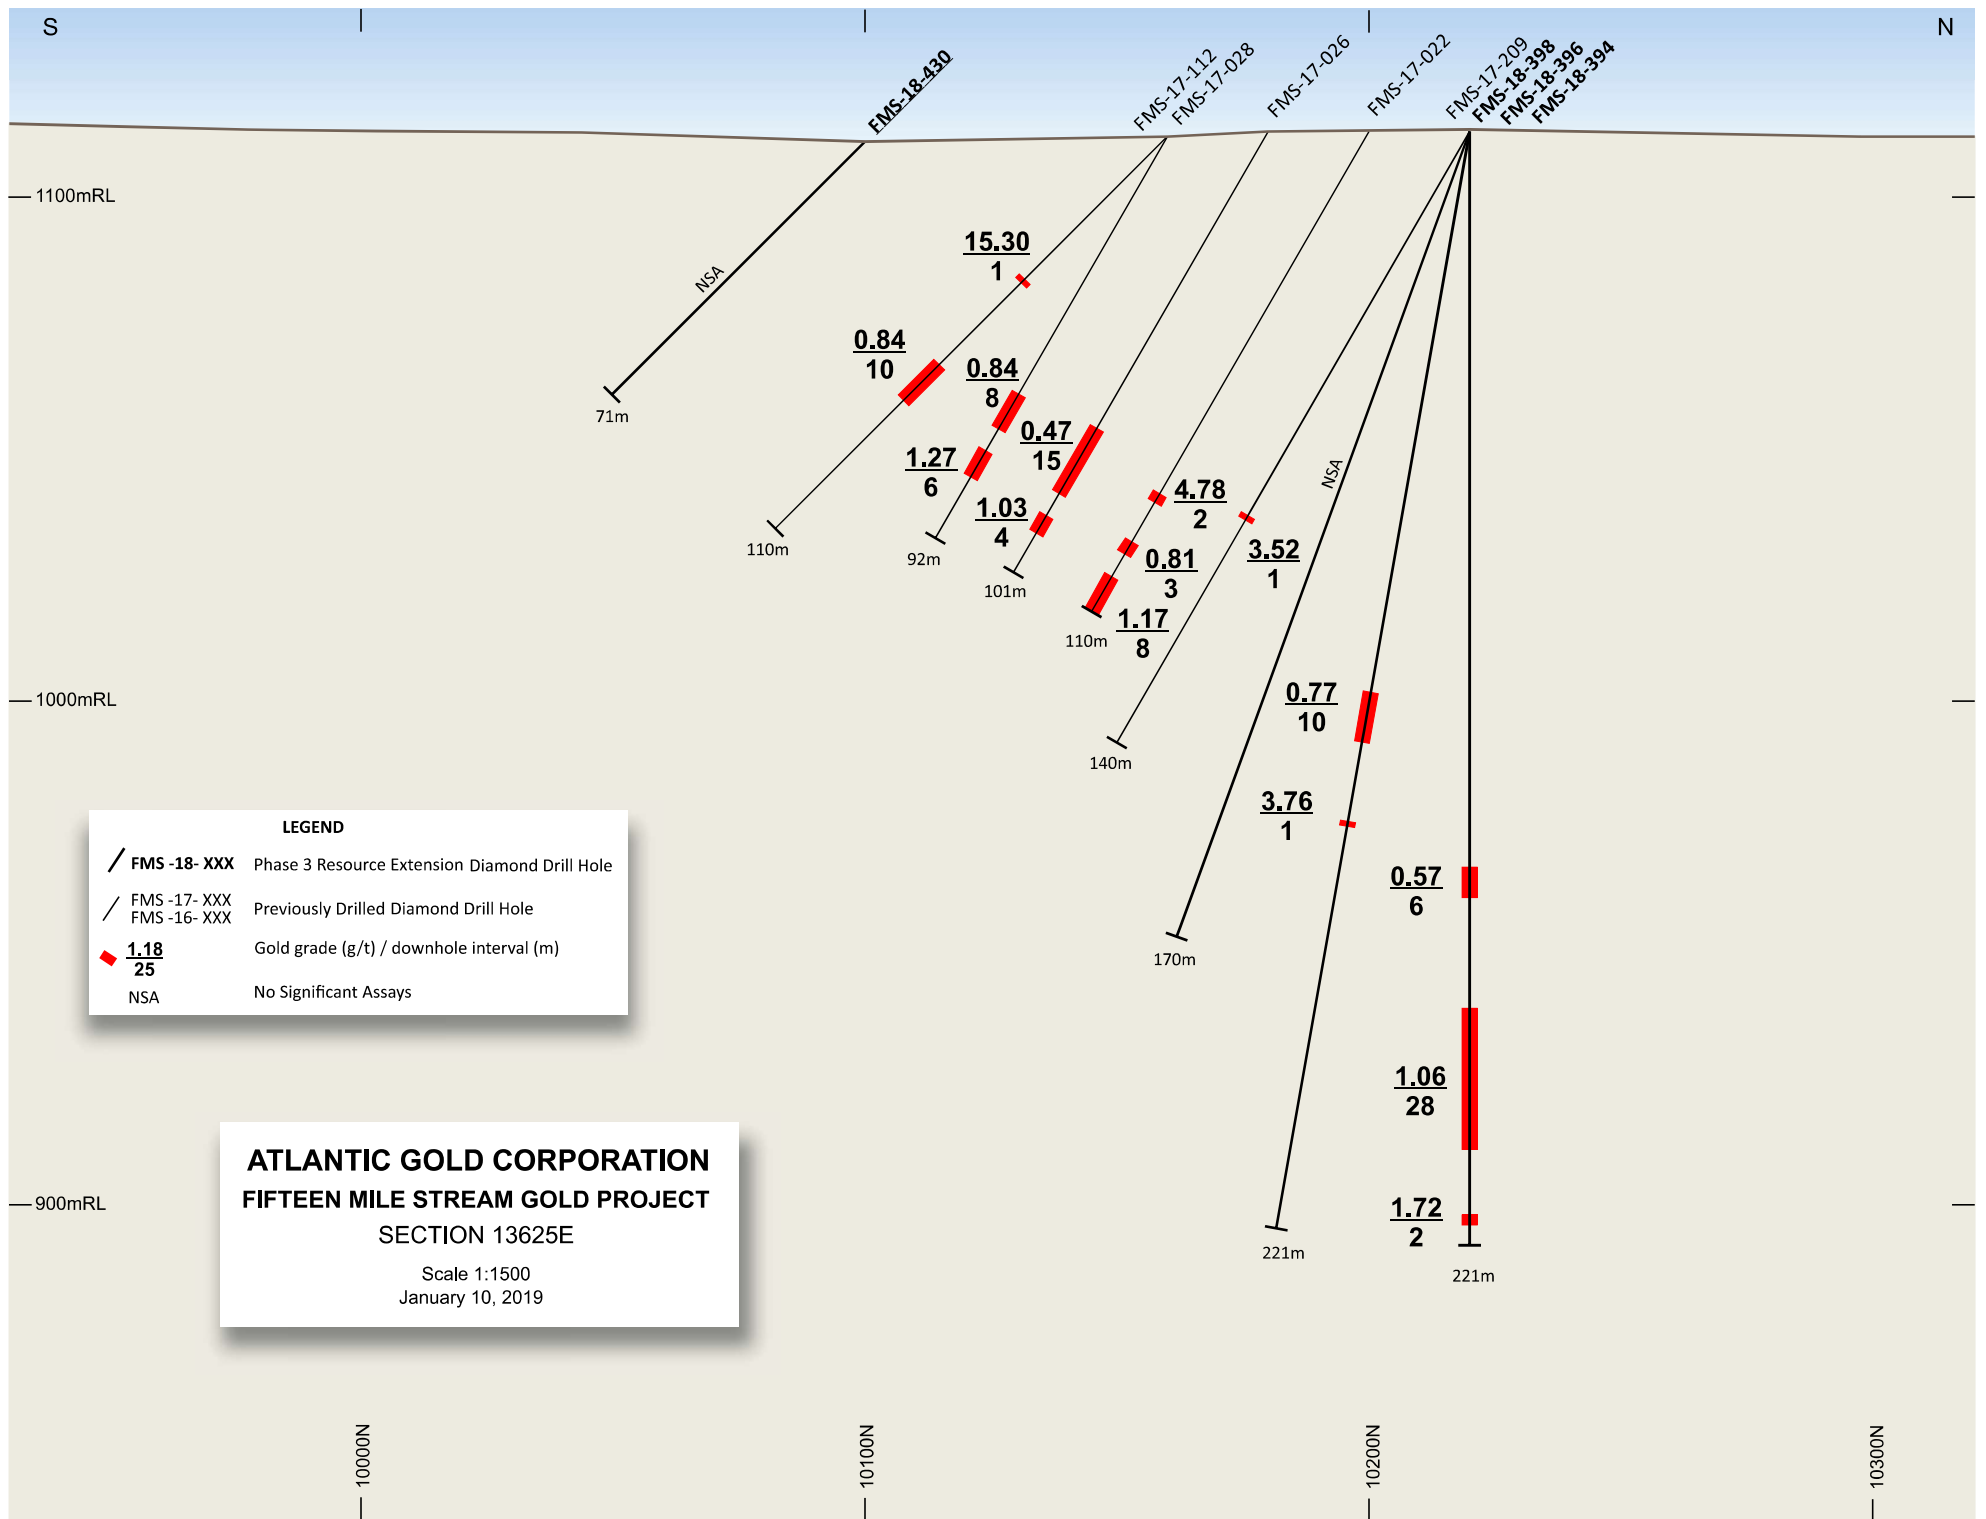 S
N
FMS-18-430
FMS-17-112
FMS-17-028
FMS-17-026
FMS-17-022
FMS-17-209
FMS-18-398
FMS-18-396
FMS-18-394
1100mRL
15.30
1
NSA
0.84
10
0.84
8
71m
0.47
15
1.27
6
NSA
4.78
2
1.03
4
110m
92m
3.52
1
0.81
3
101m
1.17
8
110m
1000mRL
0.77
10
140m
3.76
1
LEGEND
FMS -18- XXX Phase 3 Resource Extension Diamond Drill Hole
FMS -17- XXX
FMS -16- XXX
Previously Drilled Diamond Drill Hole
1.18
25
Gold grade (g/t) / downhole interval (m)
NSA No Significant Assays
0.57
6
170m
1.06
28
ATLANTIC GOLD CORPORATION
FIFTEEN MILE STREAM GOLD PROJECT
SECTION 13625E
Scale 1:1500
January 10, 2019
900mRL
1.72
2
221m
221m
10000N
10100N
10200N
10300N